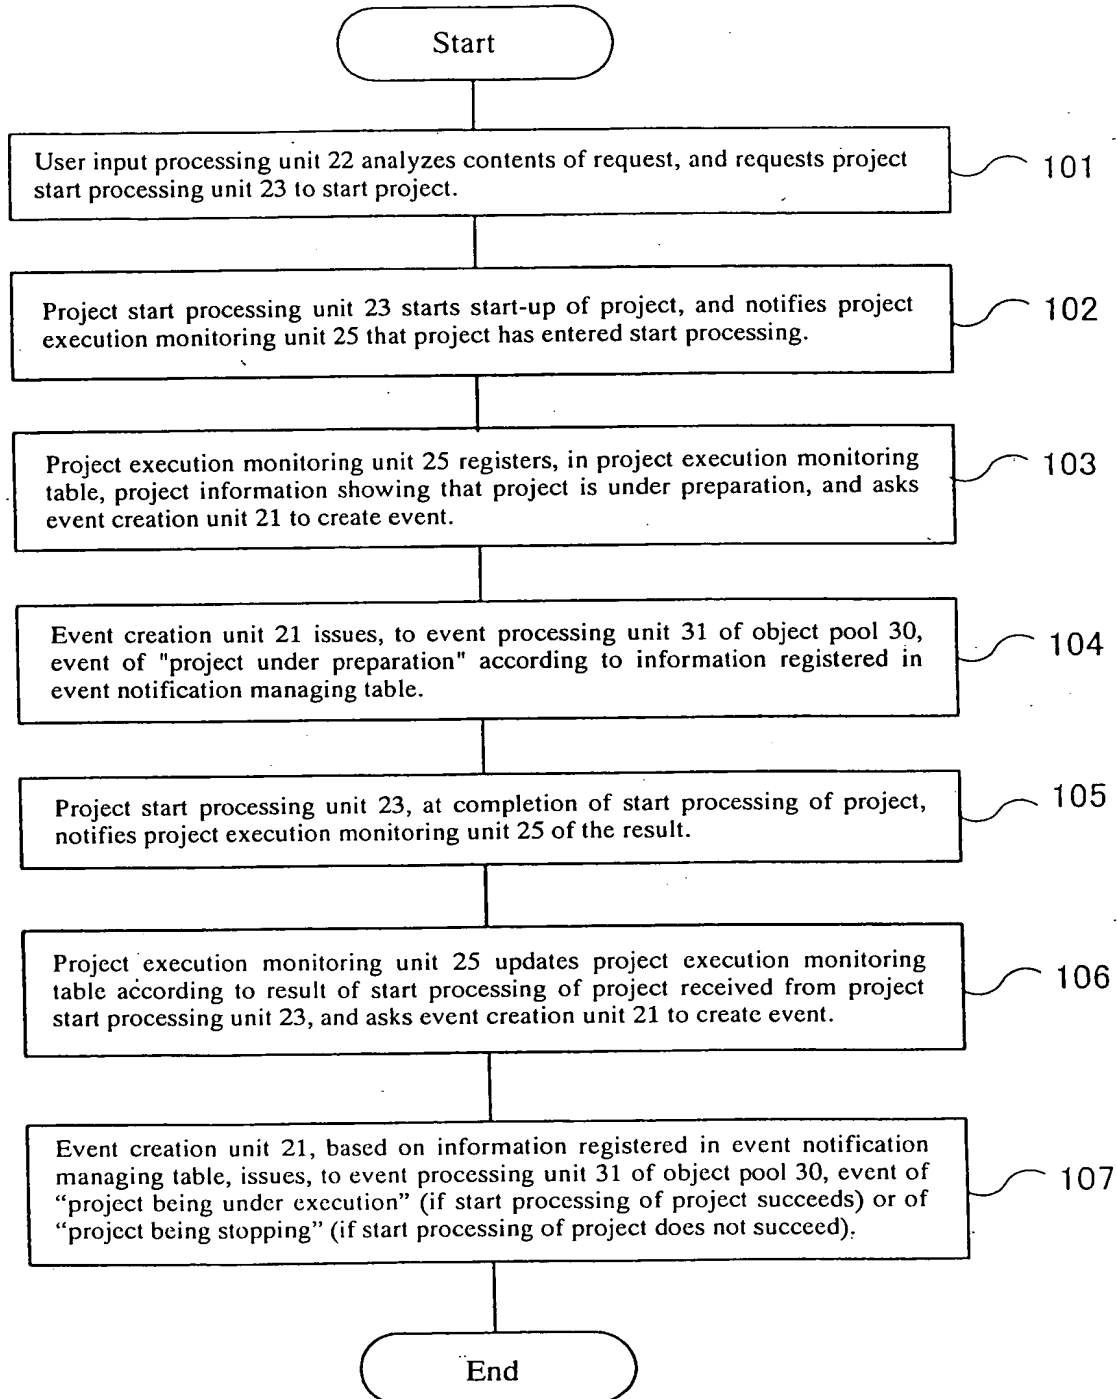 Start
User input processing unit 22 analyzes contents of request, and requests project
start processing unit 23 to start project.
101
Project start processing unit 23 starts start-up of project, and notifies project
execution monitoring unit 25 that project has entered start processing.
102
Project execution monitoring unit 25 registers, in project execution monitoring
table, project information showing that project is under preparation, and asks
event creation unit 21 to create event.
103
Event creation unit 21 issues, to event processing unit 31 of object pool 30,
event of "project under preparation" according to information registered in
event notification managing table.
104
Project start processing unit 23, at completion of start processing of project,
notifies project execution monitoring unit 25 of the result.
105
Project execution monitoring unit 25 updates project execution monitoring
table according to result of start processing of project received from project
start processing unit 23, and asks event creation unit 21 to create event.
106
Event creation unit 21, based on information registered in event notification
managing table, issues, to event processing unit 31 of object pool 30, event of
“project being under execution” (if start processing of project succeeds) or of
“project being stopping” (if start processing of project does not succeed).
107
End